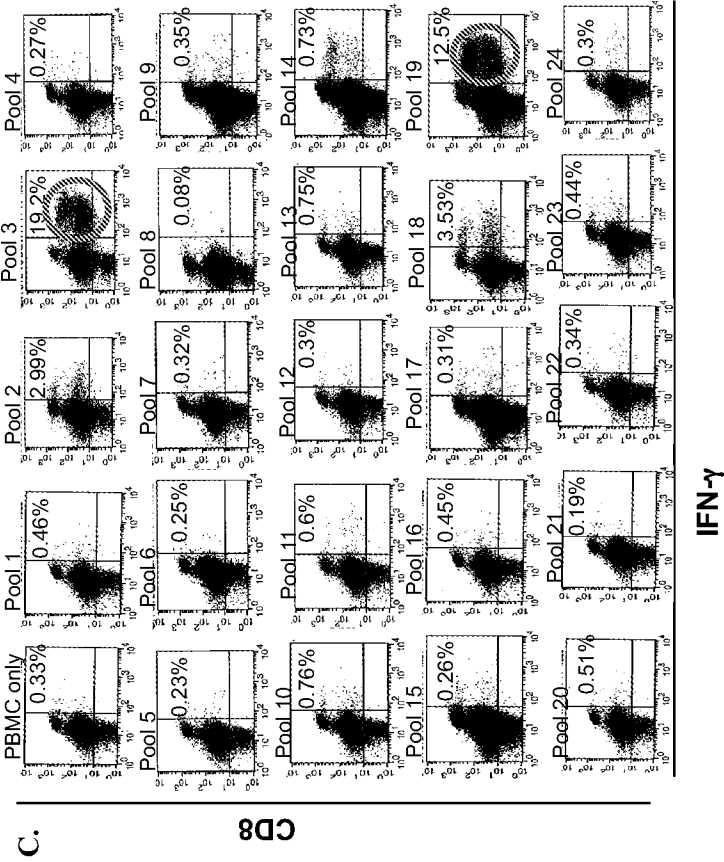 C.
CD8
PBMC only
0.33%
Pool 1
0.46%
Pool 2
2.99%
Pool 3
19.2%
Pool 4
0.27%
Pool 5
0.23%
Pool 6
0.25%
Pool 7
0.32%
Pool 8
0.08%
Pool 9
0.35%
Pool 10
0.76%
Pool 11
0.6%
Pool 12
0.3%
Pool 13
0.75%
Pool 14
0.73%
Pool 15
0.26%
Pool 16
0.45%
Pool 17
0.31%
Pool 18
3.53%
Pool 19
12.5%
Pool 20
0.51%
Pool 21
0.19%
Pool 22
0.34%
Pool 23
0.44%
Pool 24
0.3%
IFN-γ